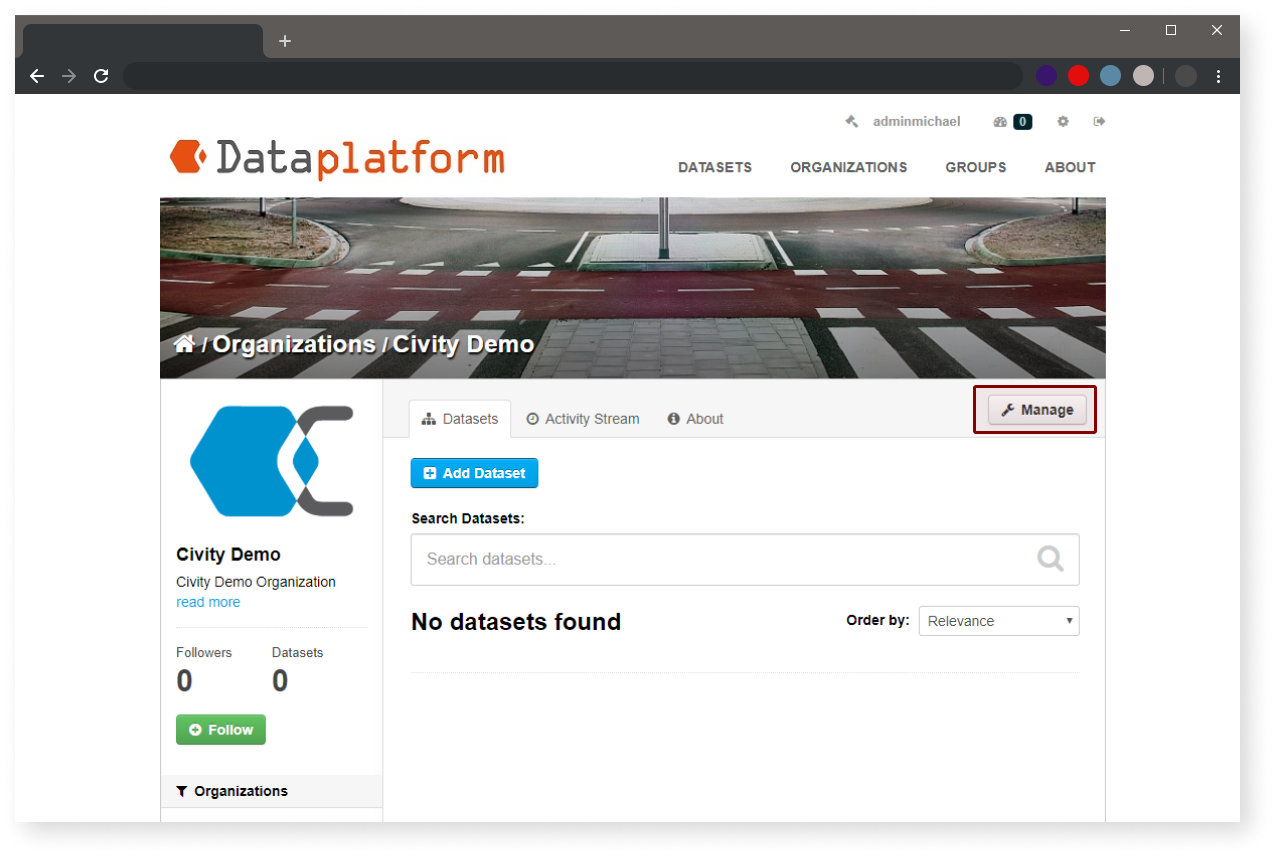 adminmichael 0
Dataplatform
DATASETS ORGANIZATIONS GROUPS ABOUT
/ Organizations / Civity Demo
Datasets Activity Stream About Manage
Add Dataset
Search Datasets:
Search datasets...
Civity Demo
Civity Demo Organization
read more
No datasets found Order by: Relevance
Followers Datasets
0 0
Follow
Organizations